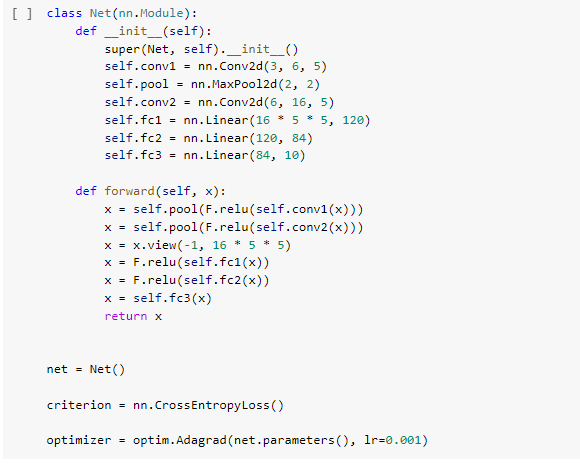 [ ] class Net(nn.Module):
    def __init__(self):
        super(Net, self).__init__()
        self.conv1 = nn.Conv2d(3, 6, 5)
        self.pool = nn.MaxPool2d(2, 2)
        self.conv2 = nn.Conv2d(6, 16, 5)
        self.fc1 = nn.Linear(16 * 5 * 5, 120)
        self.fc2 = nn.Linear(120, 84)
        self.fc3 = nn.Linear(84, 10)
    def forward(self, x):
        x = self.pool(F.relu(self.conv1(x)))
        x = self.pool(F.relu(self.conv2(x)))
        x = x.view(-1, 16 * 5 * 5)
        x = F.relu(self.fc1(x))
        x = F.relu(self.fc2(x))
        x = self.fc3(x)
        return x
net = Net()
criterion = nn.CrossEntropyLoss()
optimizer = optim.Adagrad(net.parameters(), lr=0.001)